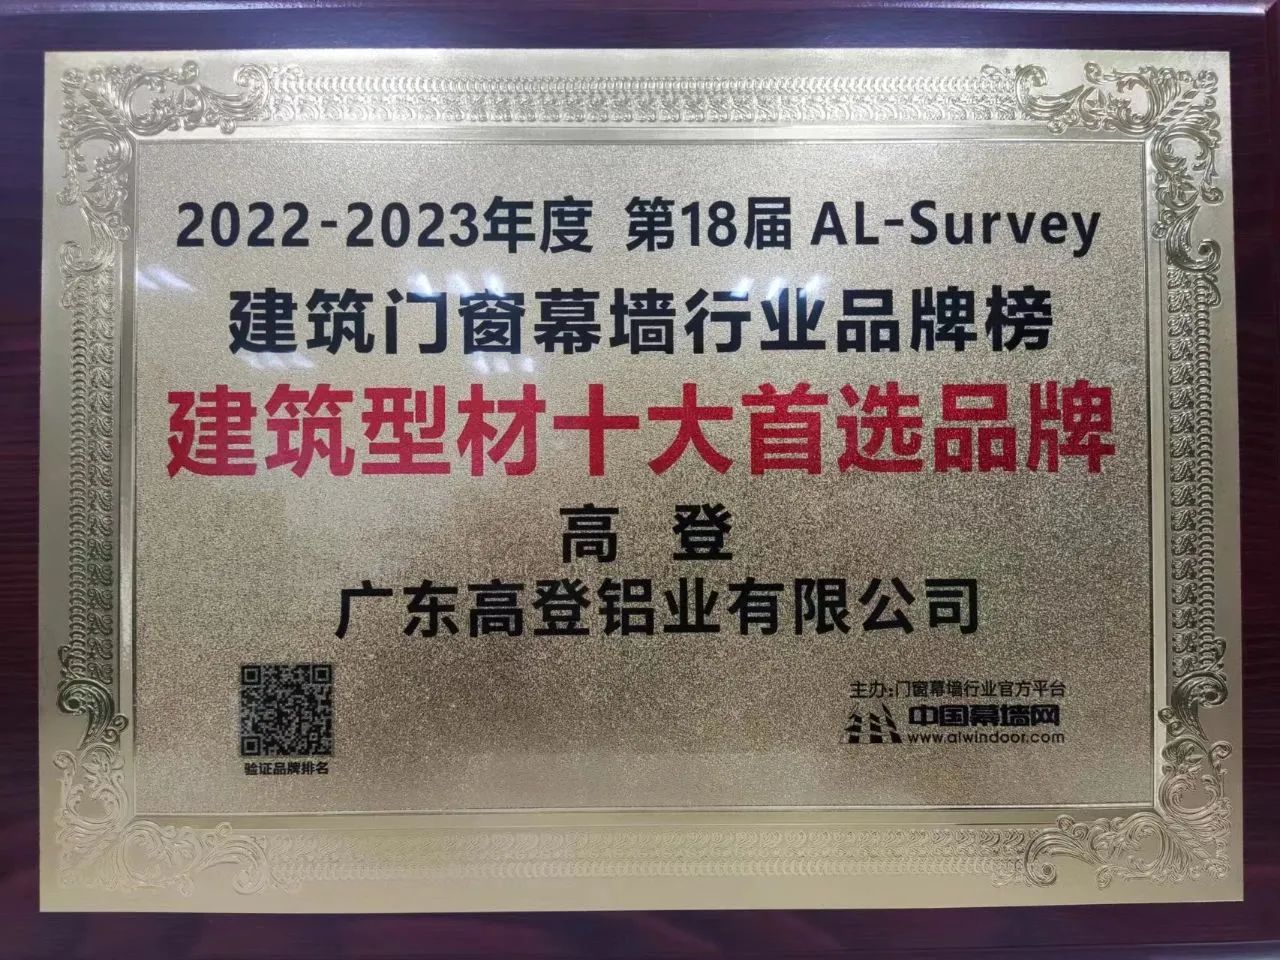 2022-2023年度 第18届 AL-Survey
建筑门窗幕墙行业品牌榜
建筑型材十大首选品牌
高 登
广东高登铝业有限公司
验证品牌排名
主办:门窗幕墙行业官方平台
中国幕墙网
www.alwindoor.com